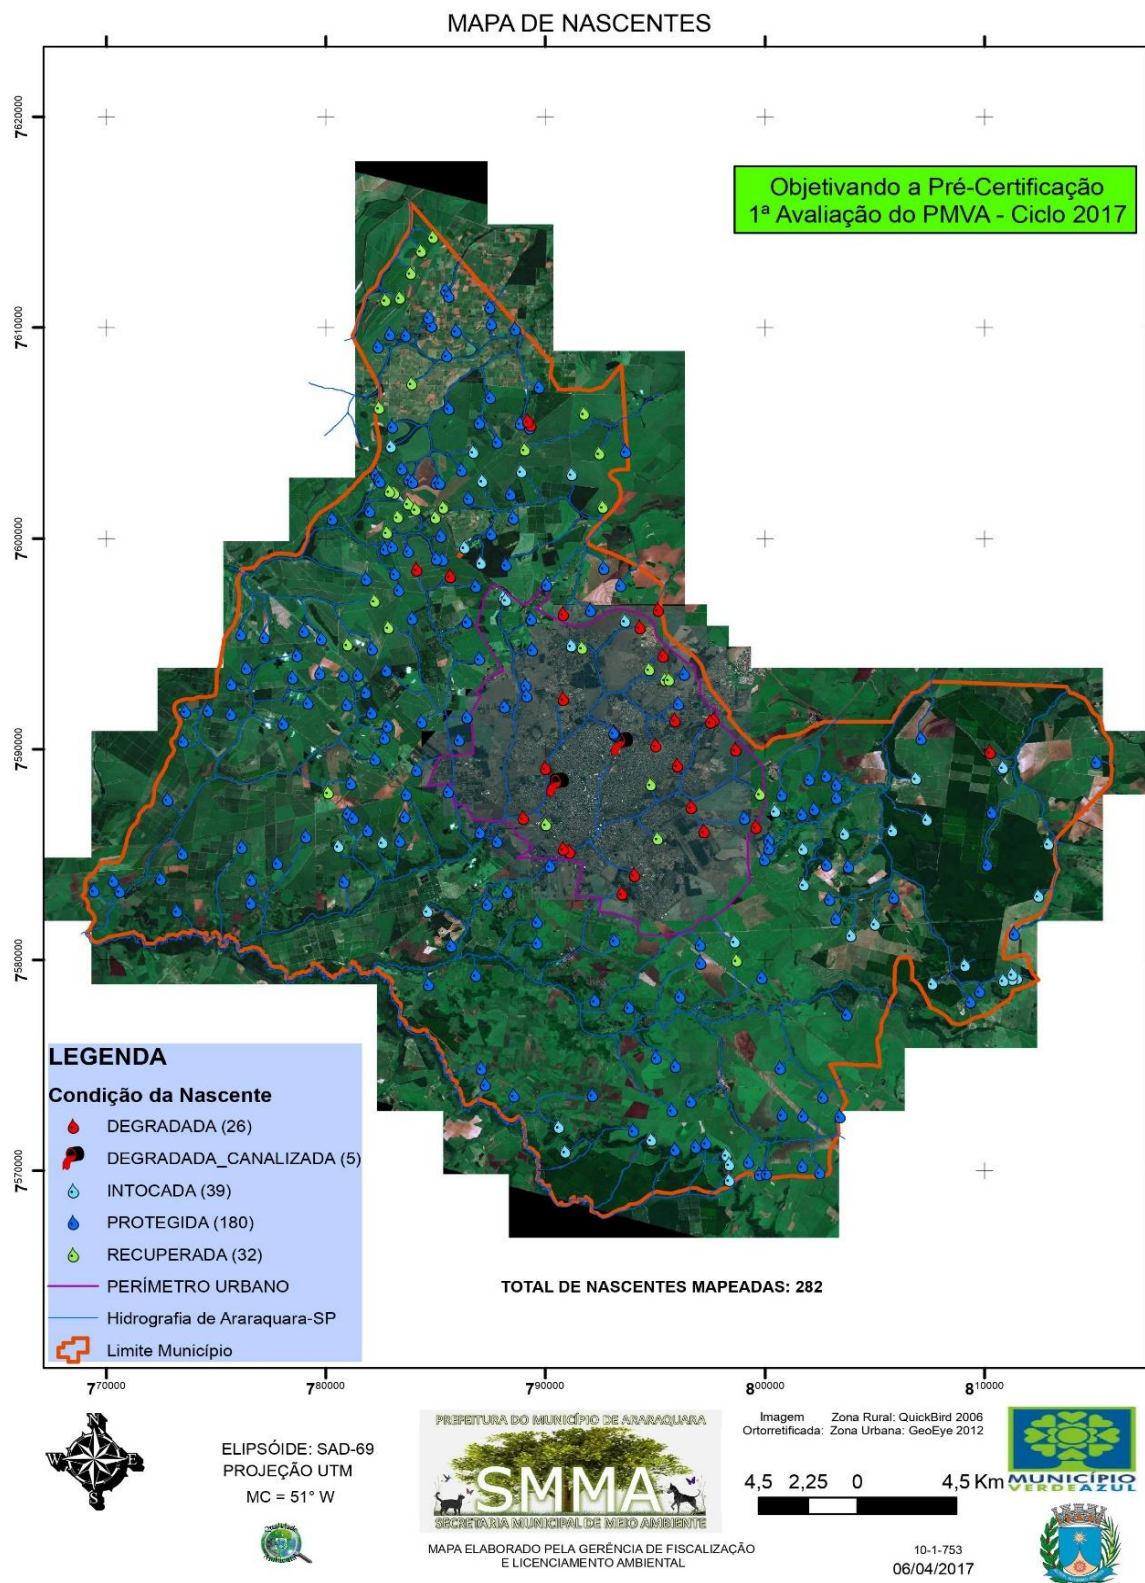 MAPA DE NASCENTES
Objetivando a Pré-Certificação
1ª Avaliação do PMVA - Ciclo 2017
7620000
7610000
7600000
7590000
7580000
7570000
LEGENDA
Condição da Nascente
DEGRADADA (26)
DEGRADADA_CANALIZADA (5)
INTOCADA (39)
PROTEGIDA (180)
RECUPERADA (32)
PERÍMETRO URBANO
Hidrografia de Araraquara-SP
Limite Município
TOTAL DE NASCENTES MAPEADAS: 282
770000 780000 790000 800000 810000
N
W E
S
ELIPSÓIDE: SAD-69
PROJEÇÃO UTM
MC = 51° W
PREFEITURA DO MUNICÍPIO DE ARARAQUARA
SMMA
SECRETARIA MUNICIPAL DE MEIO AMBIENTE
MAPA ELABORADO PELA GERÊNCIA DE FISCALIZAÇÃO
E LICENCIAMENTO AMBIENTAL
Imagem Zona Rural: QuickBird 2006
Ortorretificada: Zona Urbana: GeoEye 2012
4,5 2,25 0 4,5 Km
MUNICÍPIO
VERDEAZUL
10-1-753
06/04/2017